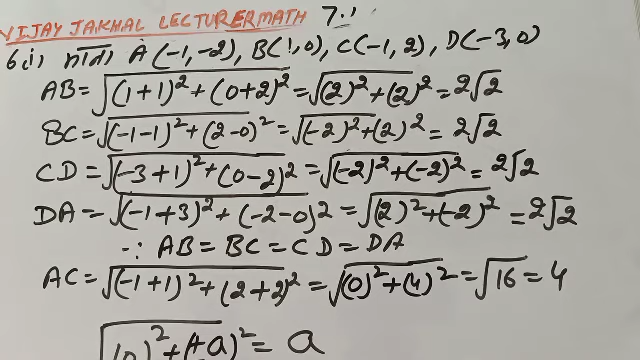 VIJAY JAKHAL LECTURERMATH 7.1
6(i) माना A(-1,-2), B(1,0), C(-1,2), D(-3,0)
AB=√(1+1)²+(0+2)²=√(2)²+(2)²=2√2
BC=√(-1-1)²+(2-0)²=√(-2)²+(2)²=2√2
CD=√(-3+1)²+(0-2)²=√(-2)²+(-2)²=2√2
DA=√(-1+3)²+(-2-0)²=√(2)²+(-2)²=2√2
∵ AB=BC=CD=DA
AC=√(-1+1)²+(2+2)²=√(0)²+(4)²=√16=4